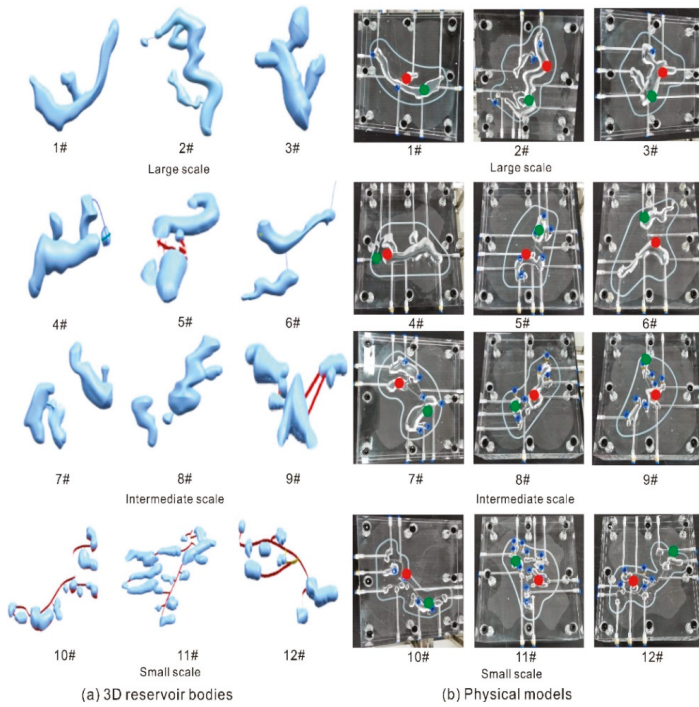 1# 2# 3# 1# 2# 3#
Large scale Large scale
4# 5# 6# 4# 5# 6#
7# 8# 9# 7# 8# 9#
Intermediate scale Intermediate scale
10# 11# 12# 10# 11# 12#
Small scale Small scale
(a) 3D reservoir bodies (b) Physical models